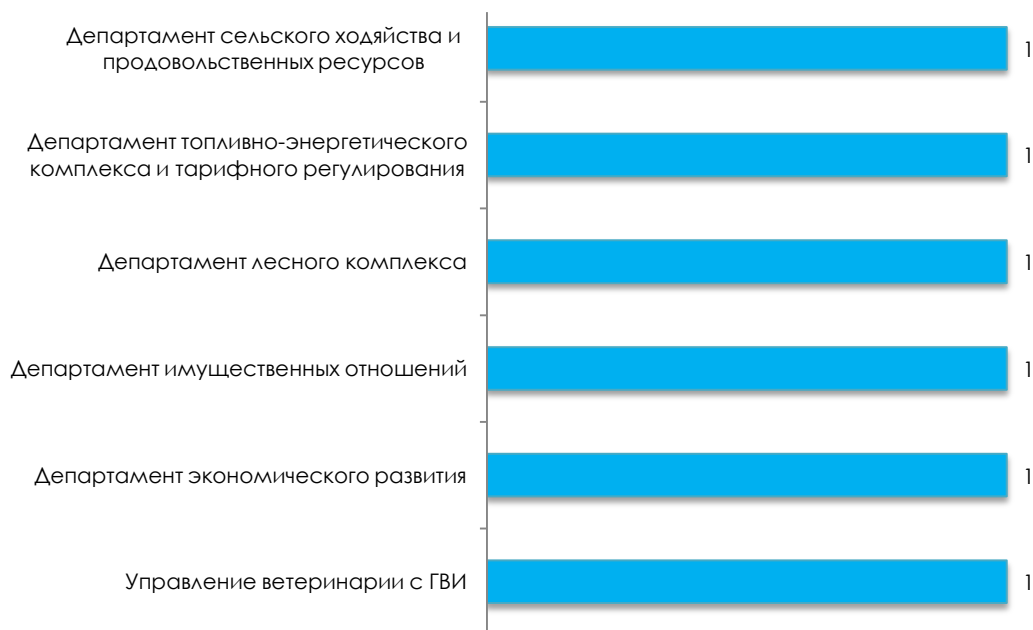 Департамент сельского ходяйства и 1
продовольственных ресурсов
Департамент топливно-энергетического 1
комплекса и тарифного регулирования
Департамент лесного комплекса 1
Департамент имущественных отношений 1
Департамент экономического развития 1
Управление ветеринарии с ГВИ 1